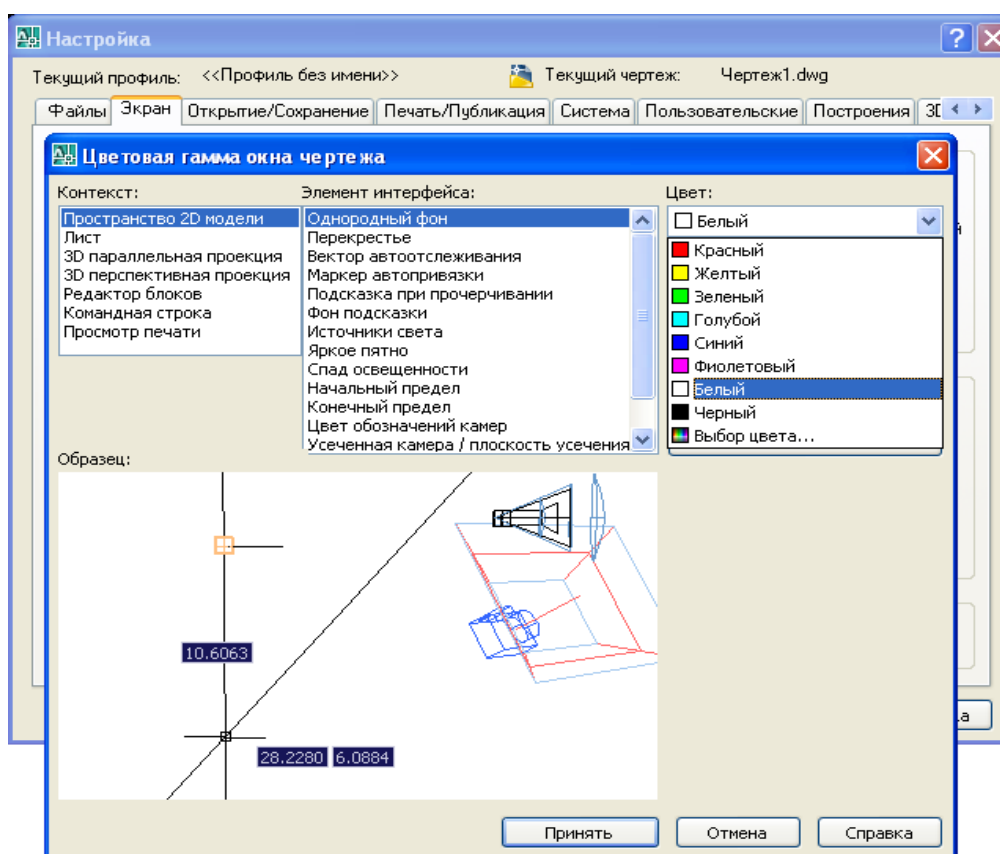 Настройка
Текущий профиль: <<Профиль без имени>> Текущий чертеж: Чертеж1.dwg
Файлы Экран Открытие/Сохранение Печать/Публикация Система Пользовательские Построения
Цветовая гамма окна чертежа
Контекст: Элемент интерфейса: Цвет:
Пространство 2D модели
Лист
3D параллельная проекция
3D перспективная проекция
Редактор блоков
Командная строка
Просмотр печати
Однородный фон
Перекрестье
Вектор автоотслеживания
Маркер автопривязки
Подсказка при прочерчивании
Фон подсказки
Источники света
Яркое пятно
Спад освещенности
Начальный предел
Конечный предел
Цвет обозначений камер
Усеченная камера / плоскость усечения
Белый
Красный
Желтый
Зеленый
Голубой
Синий
Фиолетовый
Белый
Черный
Выбор цвета...
Образец:
10.6063
28.2280 6.0884
Принять Отмена Справка